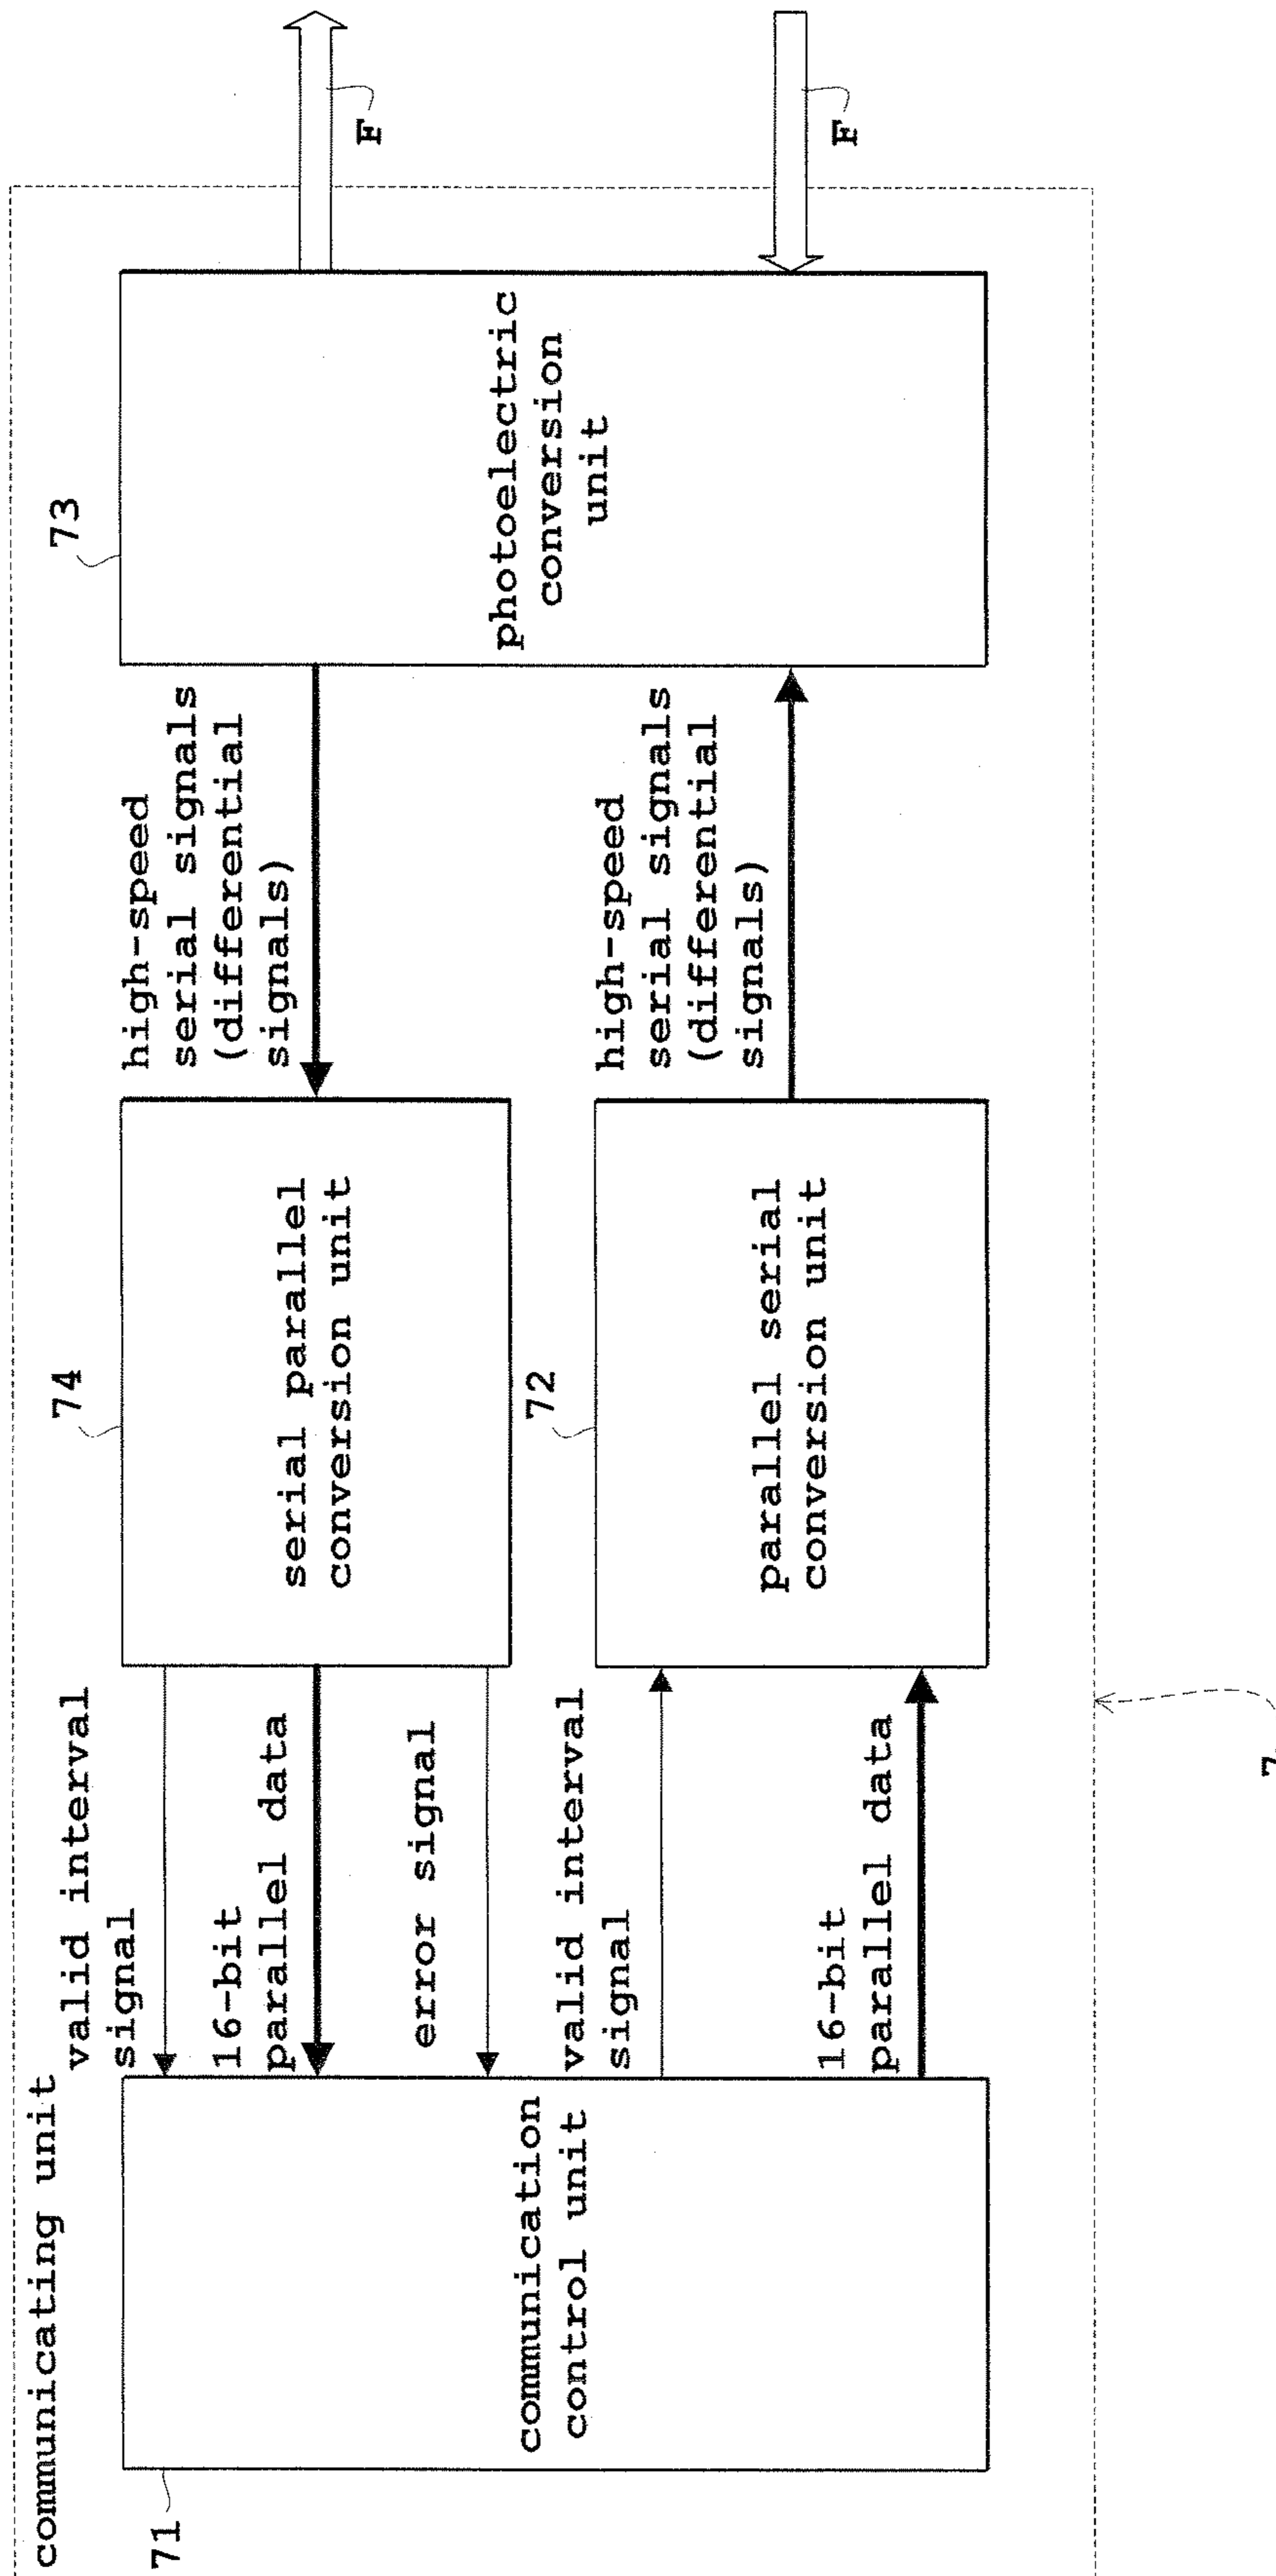 communicating unit
71
communication
control unit
valid interval
signal
16-bit
parallel data
error signal
valid interval
signal
16-bit
parallel data
74
serial parallel
conversion unit
72
parallel serial
conversion unit
high-speed
serial signals
(differential
signals)
high-speed
serial signals
(differential
signals)
73
photoelectric
conversion
unit
F
F